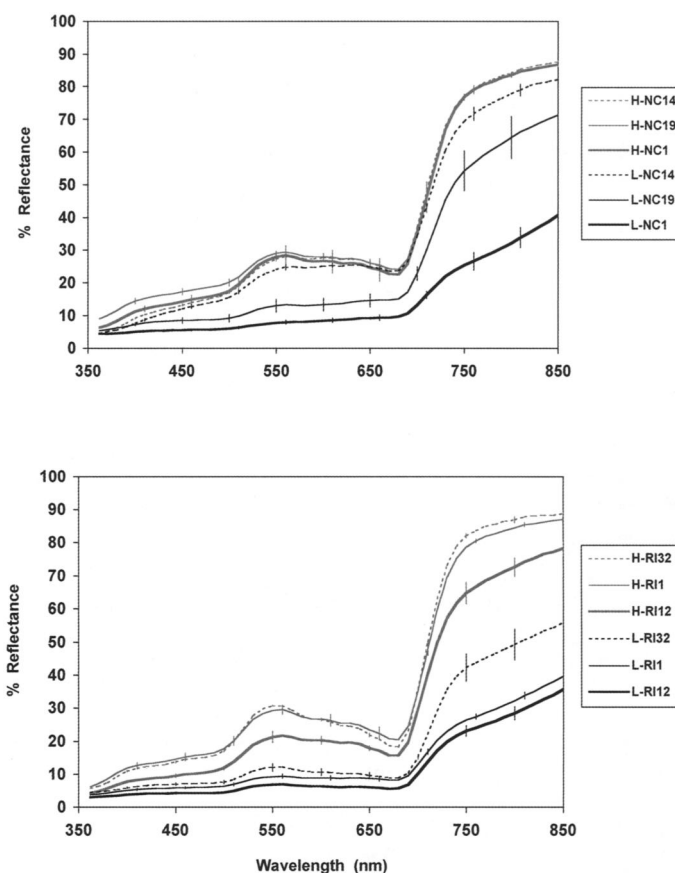 100
90
80
70
60
50
40
30
20
10
0
% Reflectance
350 450 550 650 750 850
H-NC14
H-NC19
H-NC1
L-NC14
L-NC19
L-NC1
100
90
80
70
60
50
40
30
20
10
0
% Reflectance
350 450 550 650 750 850
Wavelength (nm)
H-RI32
H-RI1
H-RI12
L-RI32
L-RI1
L-RI12